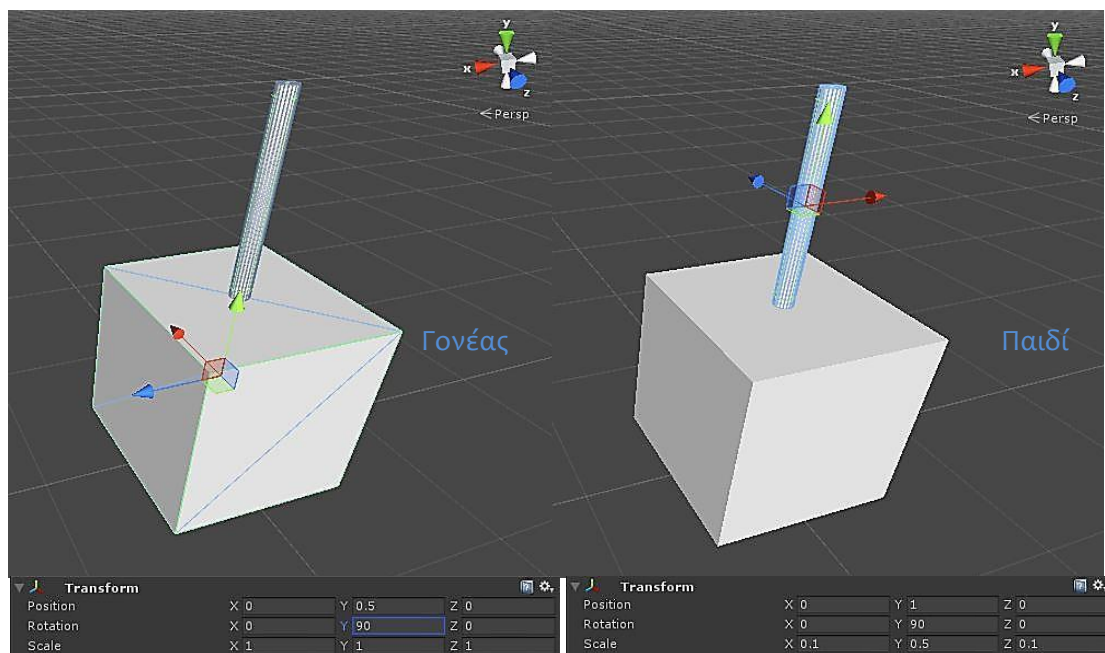 y
x
z
Persp
Γονέας
y
x
z
Persp
Παιδί
Transform
Position X 0 Y 0.5 Z 0
Rotation X 0 Y 90 Z 0
Scale X 1 Y 1 Z 1
Transform
Position X 0 Y 1 Z 0
Rotation X 0 Y 90 Z 0
Scale X 0.1 Y 0.5 Z 0.1